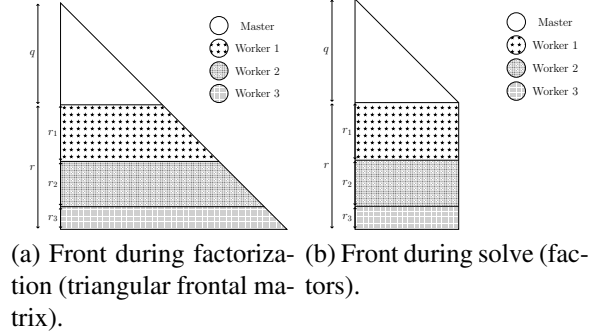 Master
Worker 1
Worker 2
Worker 3
q
r
r₁
r₂
r₃
(a) Front during factoriza-
tion (triangular frontal ma-
trix).
Master
Worker 1
Worker 2
Worker 3
q
r
r₁
r₂
r₃
(b) Front during solve (fac-
tors).